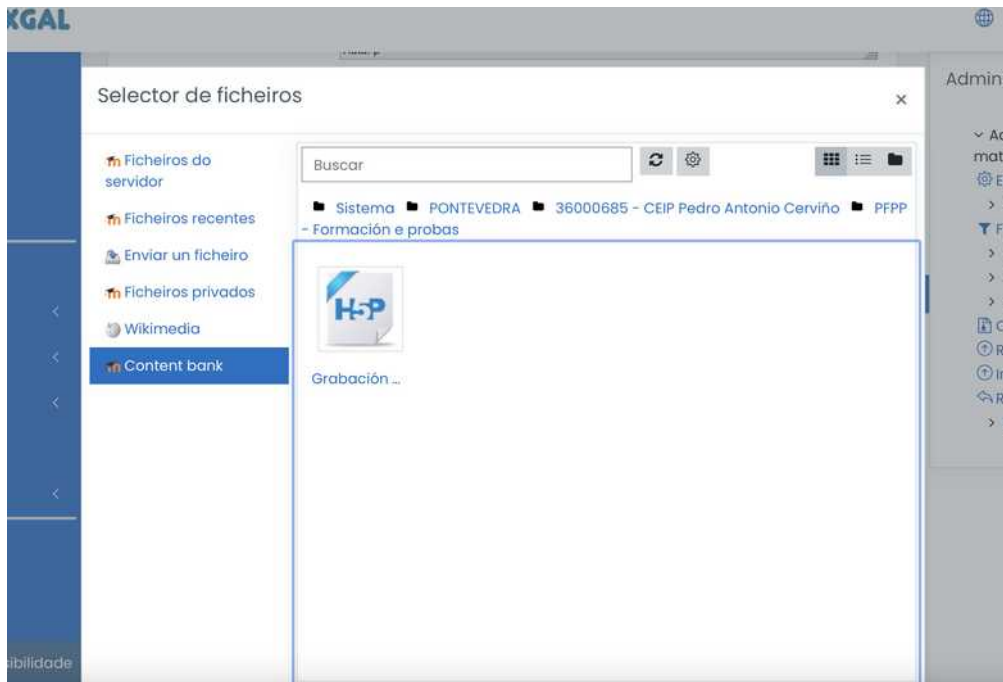 XGAL
Selector de ficheiros
×
Admin
Ficheiros do
servidor
Ficheiros recentes
Enviar un ficheiro
Ficheiros privados
Wikimedia
Content bank
Buscar
Sistema PONTEVEDRA 36000685 - CEIP Pedro Antonio Cerviño PFPP
- Formación e probas
H5P
Grabación ...
mat
ibilidade